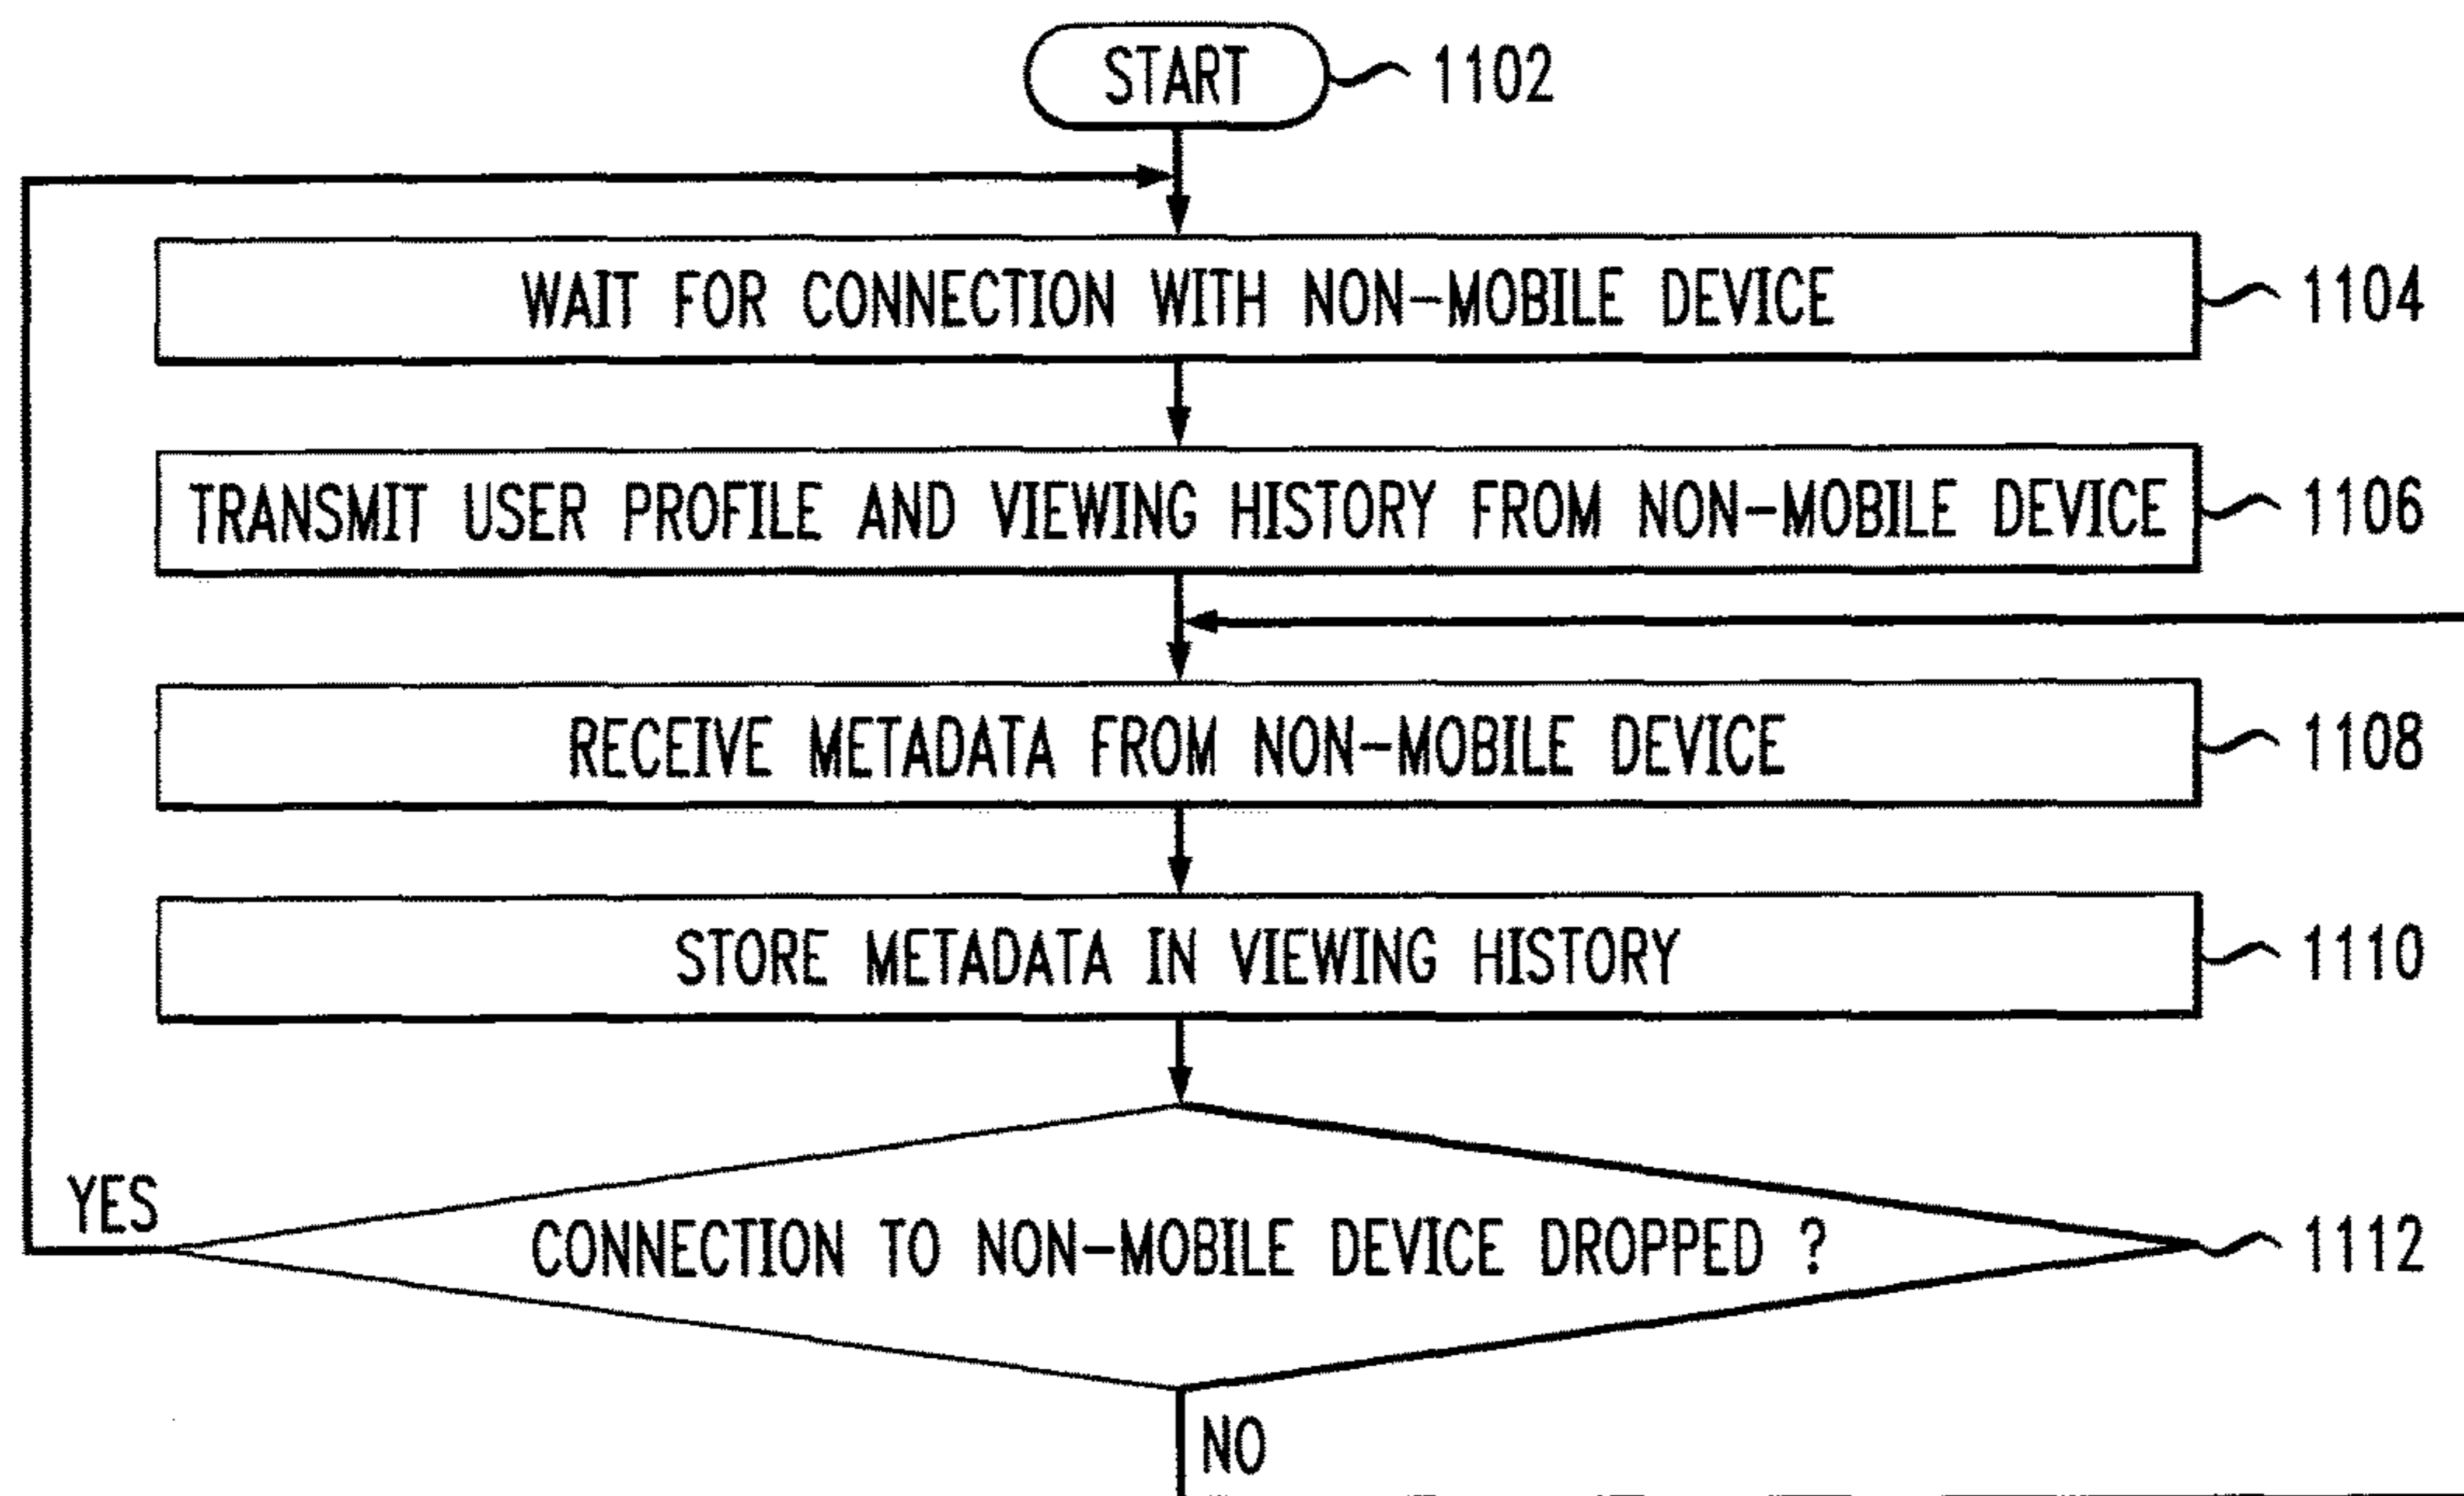 START
1102
WAIT FOR CONNECTION WITH NON-MOBILE DEVICE
1104
TRANSMIT USER PROFILE AND VIEWING HISTORY FROM NON-MOBILE DEVICE
1106
RECEIVE METADATA FROM NON-MOBILE DEVICE
1108
STORE METADATA IN VIEWING HISTORY
1110
YES
CONNECTION TO NON-MOBILE DEVICE DROPPED ?
1112
NO